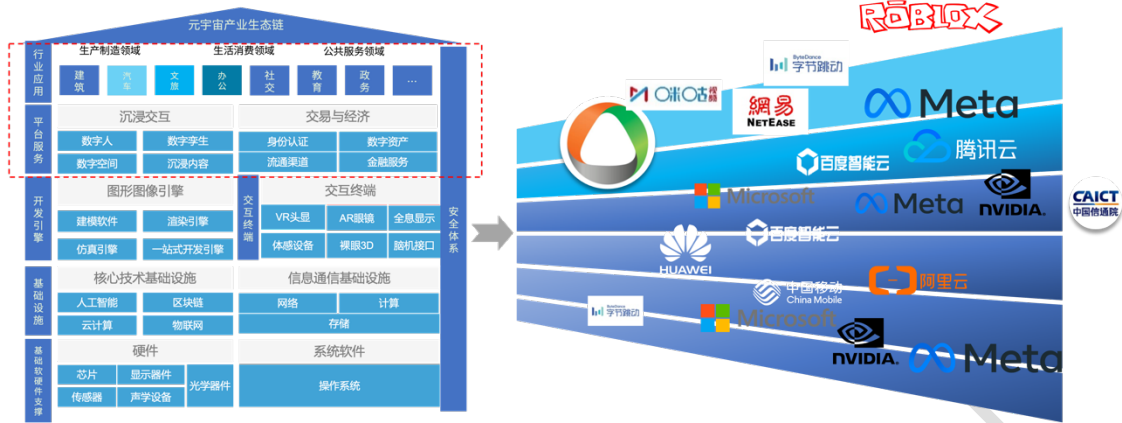 元宇宙产业生态链
行业应用
生产制造领域 生活消费领域 公共服务领域
建筑 汽车 文旅 办公 社交 教育 政务 …
平台服务
沉浸交互 交易与经济
数字人 数字孪生 身份认证 数字资产
数字空间 沉浸内容 流通渠道 金融服务
开发引擎
图形图像引擎
建模软件 渲染引擎
仿真引擎 一站式开发引擎
交互终端
交互终端
VR头显 AR眼镜 全息显示
体感设备 裸眼3D 脑机接口
安全体系
基础设施
核心技术基础设施 信息通信基础设施
人工智能 区块链 网络 计算
云计算 物联网 存储
基础软硬件支撑
硬件 系统软件
芯片 显示器件 光学器件 操作系统
传感器 声学设备
ROBLOX
ByteDance
字节跳动
咪咕视频
網易
NETEASE
Meta
百度智能云
腾讯云
Microsoft
Meta
NVIDIA.
CAICT
中国信通院
HUAWEI
百度智能云
中国移动
China Mobile
阿里云
字节跳动
Microsoft
NVIDIA.
Meta